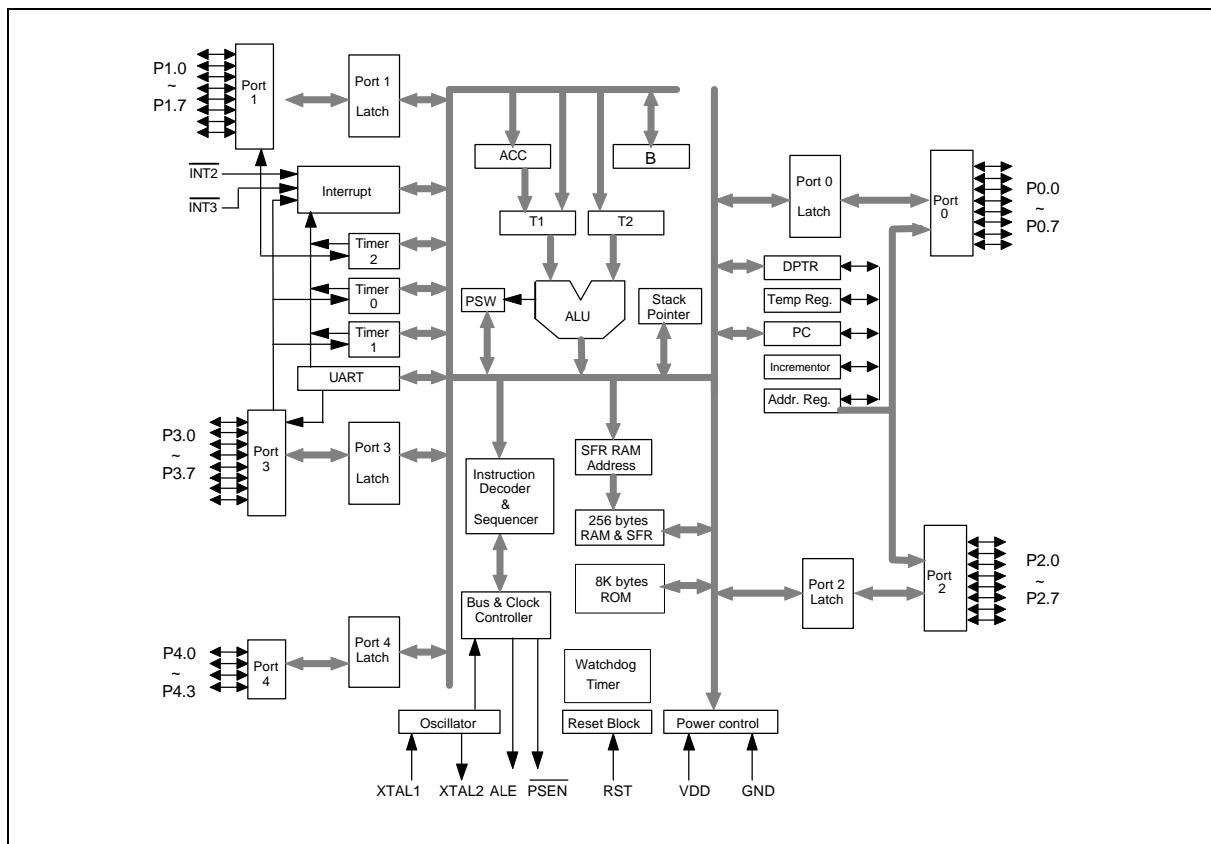 P1.0
~
P1.7
Port
1
Port 1
Latch
INT2
INT3
Interrupt
Timer
2
Timer
0
Timer
1
UART
P3.0
~
P3.7
Port
3
Port 3
Latch
P4.0
~
P4.3
Port
4
Port 4
Latch
ACC
B
T1
T2
PSW
ALU
Stack
Pointer
Instruction
Decoder
&
Sequencer
SFR RAM
Address
256 bytes
RAM & SFR
8K bytes
ROM
Bus & Clock
Controller
Watchdog
Timer
Oscillator
Reset Block
Power control
XTAL1
XTAL2
ALE
PSEN
RST
VDD
GND
Port 0
Latch
Port
0
P0.0
~
P0.7
DPTR
Temp Reg.
PC
Incrementor
Addr. Reg.
Port 2
Latch
Port
2
P2.0
~
P2.7